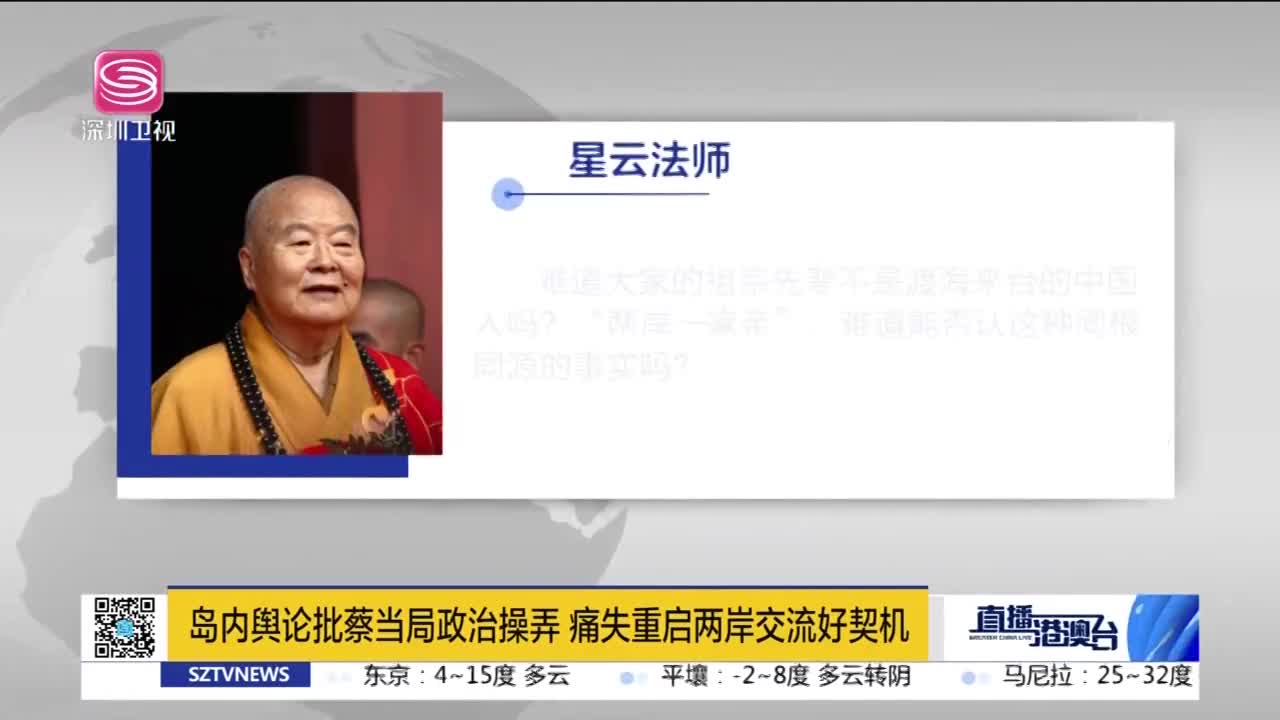 深圳卫视
星云法师
难道大家的祖宗先辈不是渡海来台的中国
人吗？“两岸一家亲”，难道能否认这种同根
同源的事实吗？
岛内舆论批蔡当局政治操弄 痛失重启两岸交流好契机
直播港澳台
GREATER CHINA LIVE
SZTVNEWS
东京：4~15度 多云
平壤：-2~8度 多云转阴
马尼拉：25~32度